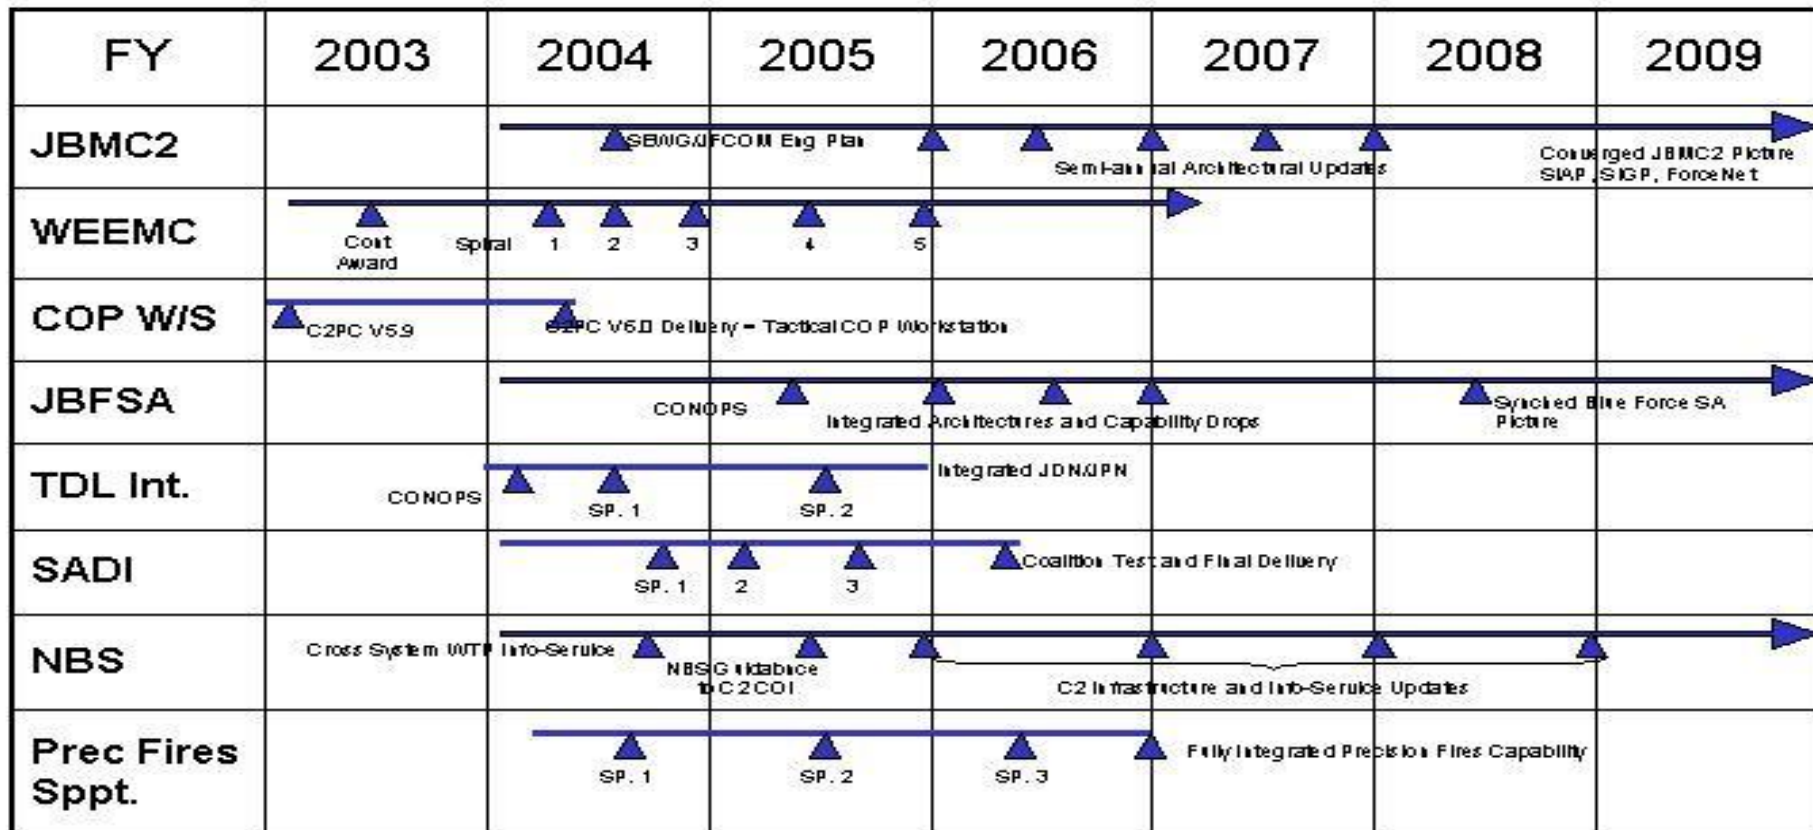 FY 2003 2004 2005 2006 2007 2008 2009
JBMC2
SEWG/JFCOM Eng Plan
Semi-annual Architectural Updates
Converged JBMC2 Picture
SIAP, SIGP, ForceNet
WEEMC
Cont
Award
Spiral 1 2 3 4 5
COP W/S
C2PC V5.9
C2PC V6.0 Delivery – Tactical COP Workstation
JBFSA
CONOPS
Integrated Architectures and Capability Drops
Synched Blue Force SA
Picture
TDL Int.
CONOPS
SP. 1
SP. 2
Integrated JDN/JPN
SADI
SP. 1 2 3
Coalition Test and Final Delivery
NBS
Cross System WTF Info-Service
NBS Guidabnce
to C2 COI
C2 Infrastructure and Info-Service Updates
Prec Fires
Sppt.
SP. 1 SP. 2 SP. 3
Fully Integrated Precision Fires Capability